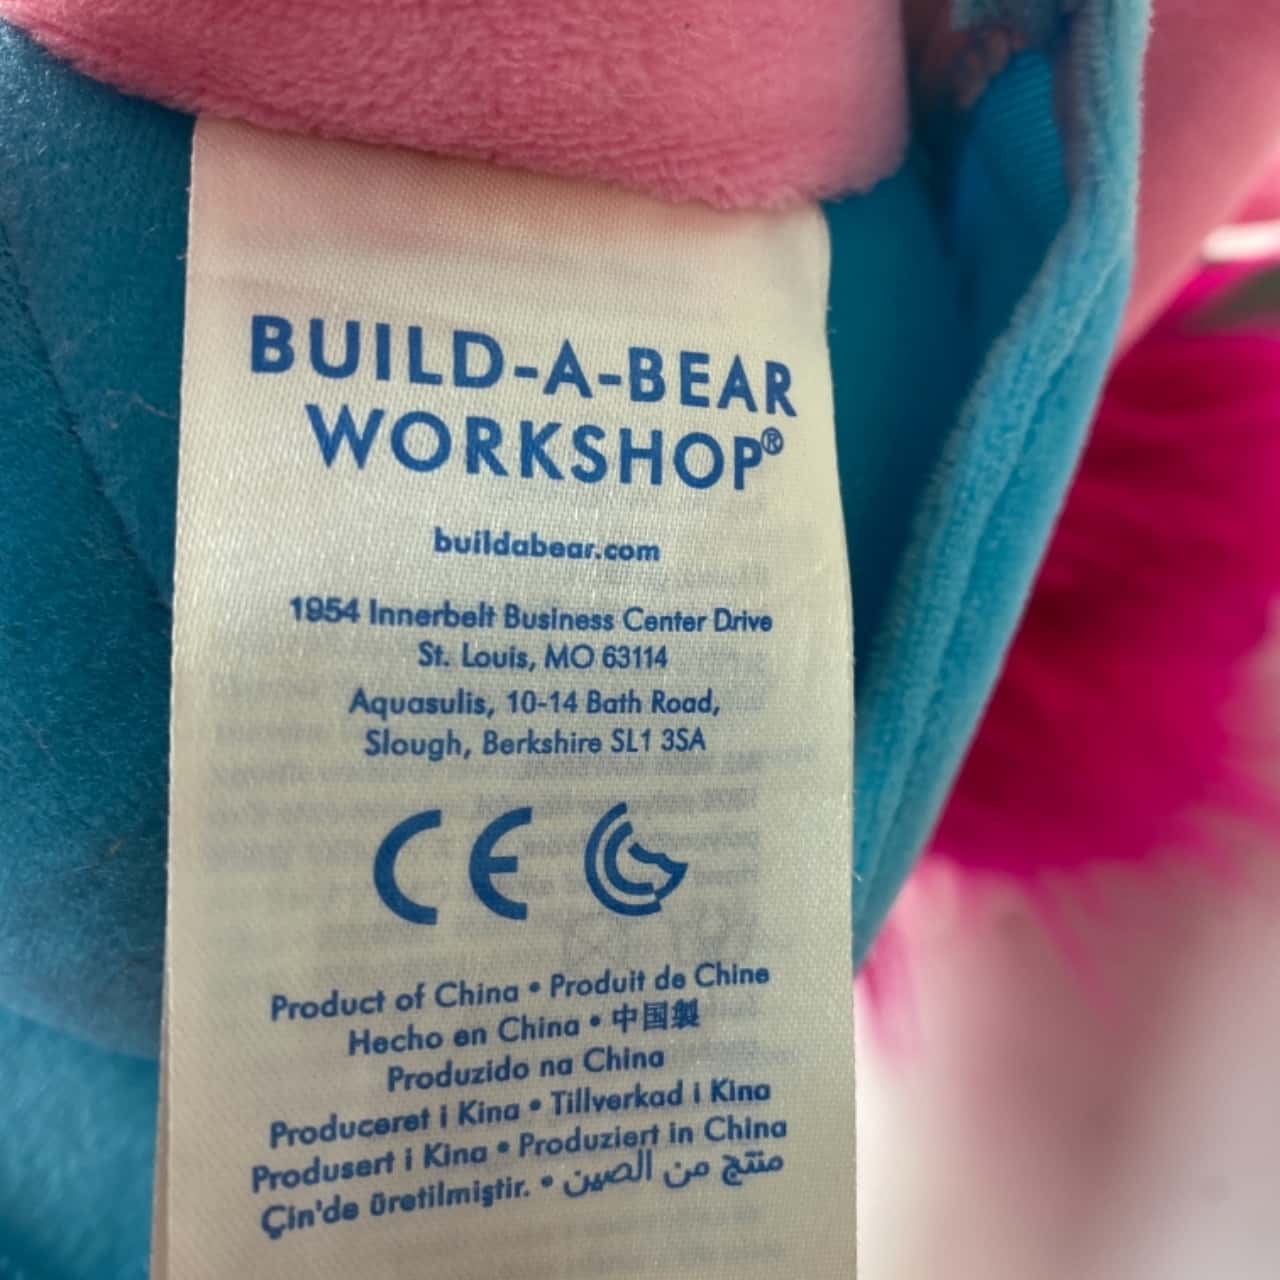 BUILD-A-BEAR
WORKSHOP®
buildabear.com
1954 Innerbelt Business Center Drive
St. Louis, MO 63114
Aquasulis, 10-14 Bath Road,
Slough, Berkshire SL1 3SA
CE
Product of China • Produit de Chine
Hecho en China • 中国製
Produzido na China
Produceret i Kina • Tillverkad i Kina
Produsert i Kina • Produziert in China
Çin'de üretilmiştir. • منتج من الصين